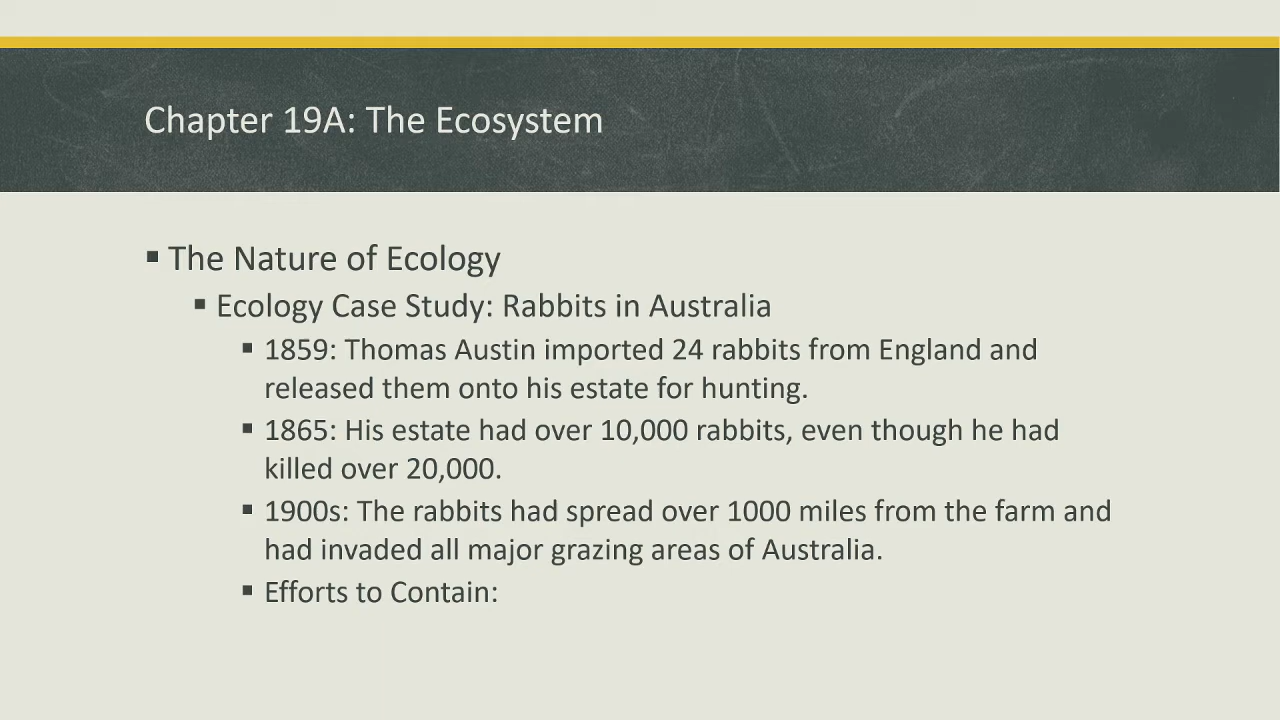 Chapter 19A: The Ecosystem
▪ The Nature of Ecology
▪ Ecology Case Study: Rabbits in Australia
▪ 1859: Thomas Austin imported 24 rabbits from England and
released them onto his estate for hunting.
▪ 1865: His estate had over 10,000 rabbits, even though he had
killed over 20,000.
▪ 1900s: The rabbits had spread over 1000 miles from the farm and
had invaded all major grazing areas of Australia.
▪ Efforts to Contain: